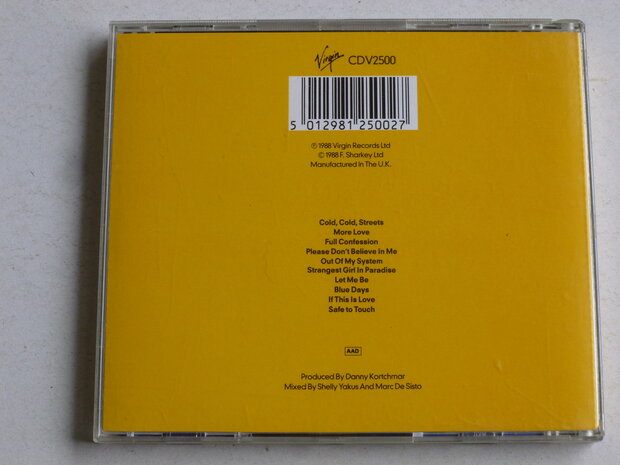 Virgin CDV2500
5 012981 250027
℗ 1988 Virgin Records Ltd
© 1988 F. Sharkey Ltd
Manufactured In The U.K.
Cold, Cold, Streets
More Love
Full Confession
Please Don't Believe In Me
Out Of My System
Strangest Girl In Paradise
Let Me Be
Blue Days
If This Is Love
Safe to Touch
AAD
Produced By Danny Kortchmar
Mixed By Shelly Yakus And Marc De Sisto